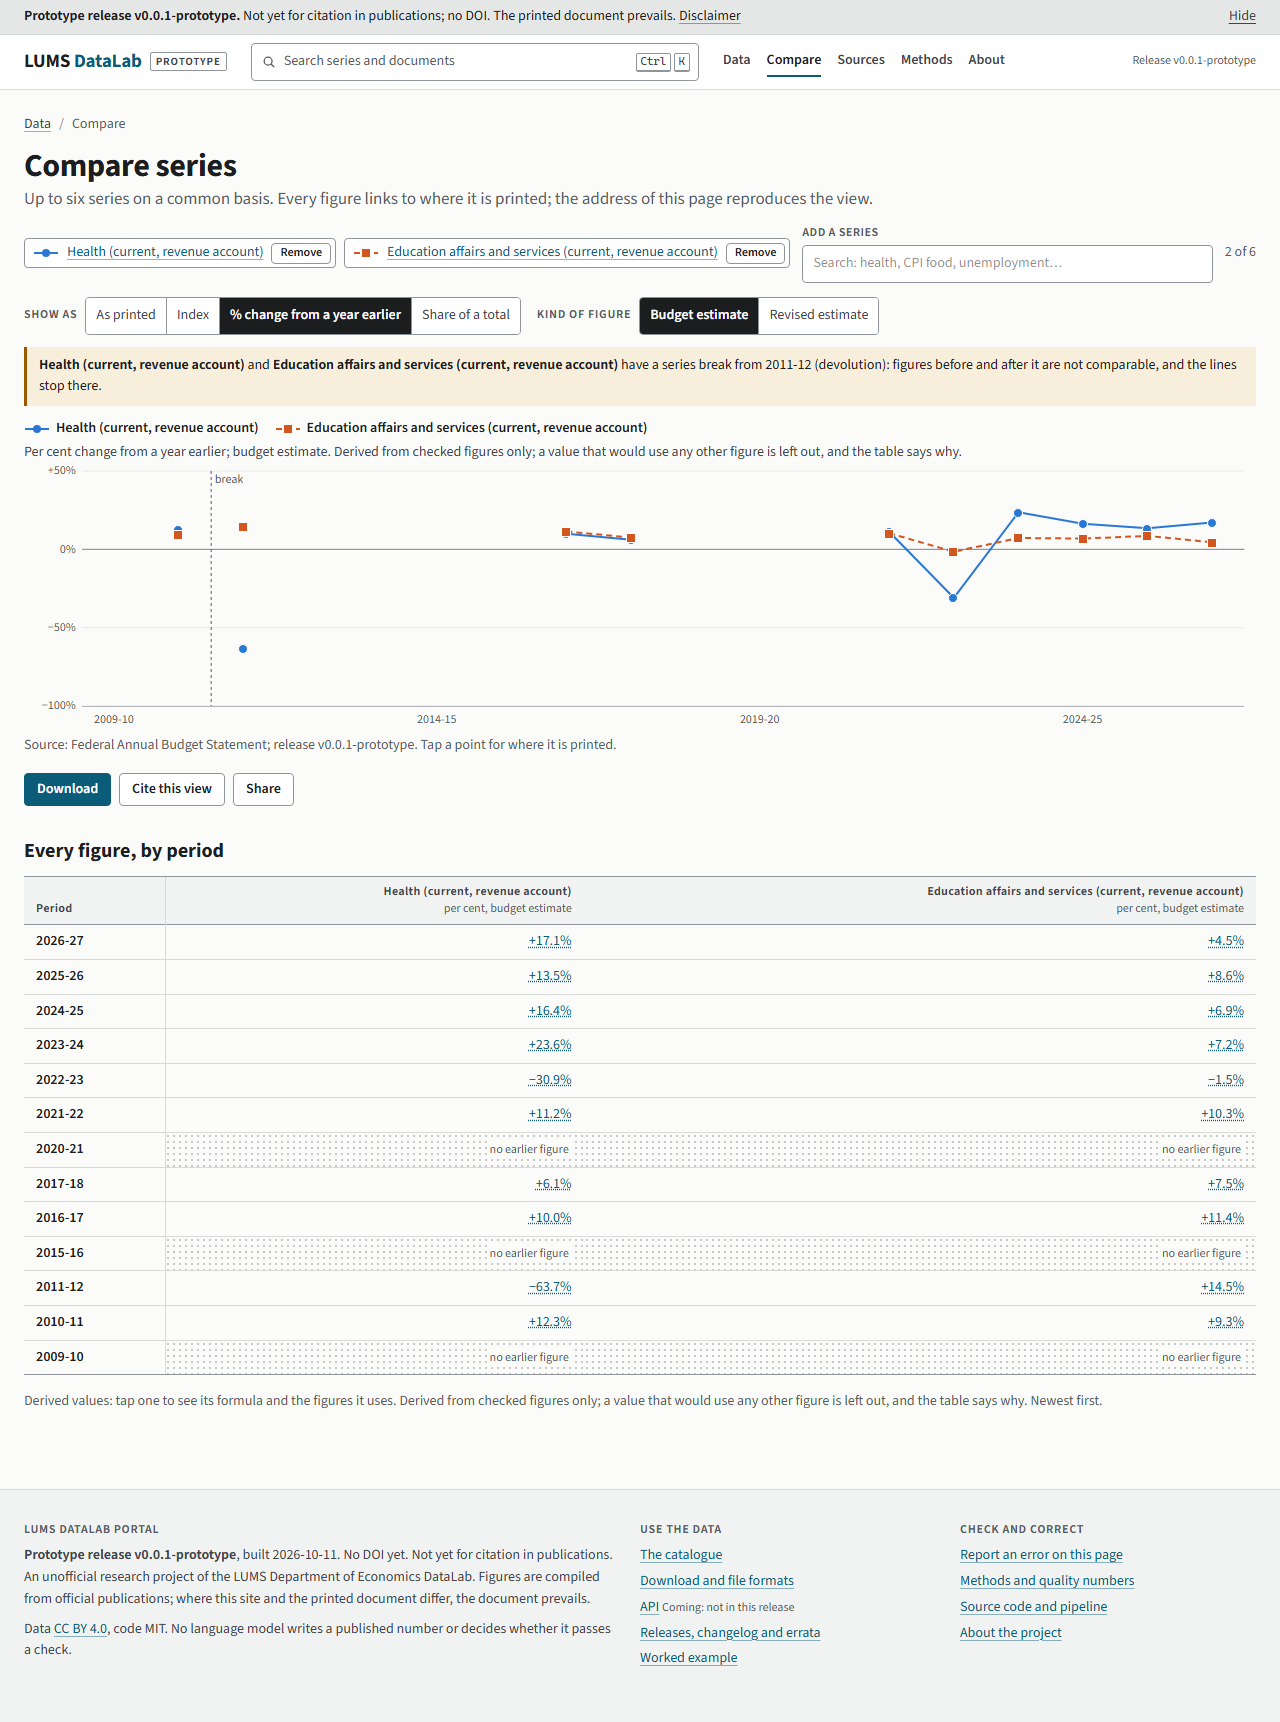 Prototype release v0.0.1-prototype. Not yet for citation in publications; no DOI. The printed document prevails. Disclaimer
Hide
LUMS DataLab PROTOTYPE
Search series and documents
Ctrl K
Data Compare Sources Methods About
Release v0.0.1-prototype
Data / Compare
Compare series
Up to six series on a common basis. Every figure links to where it is printed; the address of this page reproduces the view.
Health (current, revenue account) Remove
Education affairs and services (current, revenue account) Remove
ADD A SERIES
Search: health, CPI food, unemployment…
2 of 6
SHOW AS As printed Index % change from a year earlier Share of a total
KIND OF FIGURE Budget estimate Revised estimate
Health (current, revenue account) and Education affairs and services (current, revenue account) have a series break from 2011-12 (devolution): figures before and after it are not comparable, and the lines
stop there.
Health (current, revenue account) Education affairs and services (current, revenue account)
Per cent change from a year earlier; budget estimate. Derived from checked figures only; a value that would use any other figure is left out, and the table says why.
+50%
break
0%
−50%
−100%
2009-10 2014-15 2019-20 2024-25
Source: Federal Annual Budget Statement; release v0.0.1-prototype. Tap a point for where it is printed.
Download Cite this view Share
Every figure, by period
Health (current, revenue account) Education affairs and services (current, revenue account)
Period per cent, budget estimate per cent, budget estimate
2026-27 +17.1% +4.5%
2025-26 +13.5% +8.6%
2024-25 +16.4% +6.9%
2023-24 +23.6% +7.2%
2022-23 −30.9% −1.5%
2021-22 +11.2% +10.3%
2020-21 no earlier figure no earlier figure
2017-18 +6.1% +7.5%
2016-17 +10.0% +11.4%
2015-16 no earlier figure no earlier figure
2011-12 −63.7% +14.5%
2010-11 +12.3% +9.3%
2009-10 no earlier figure no earlier figure
Derived values: tap one to see its formula and the figures it uses. Derived from checked figures only; a value that would use any other figure is left out, and the table says why. Newest first.
LUMS DATALAB PORTAL
Prototype release v0.0.1-prototype, built 2026-10-11. No DOI yet. Not yet for citation in publications.
An unofficial research project of the LUMS Department of Economics DataLab. Figures are compiled
from official publications; where this site and the printed document differ, the document prevails.
Data CC BY 4.0, code MIT. No language model writes a published number or decides whether it passes
a check.
USE THE DATA
The catalogue
Download and file formats
API Coming: not in this release
Releases, changelog and errata
Worked example
CHECK AND CORRECT
Report an error on this page
Methods and quality numbers
Source code and pipeline
About the project